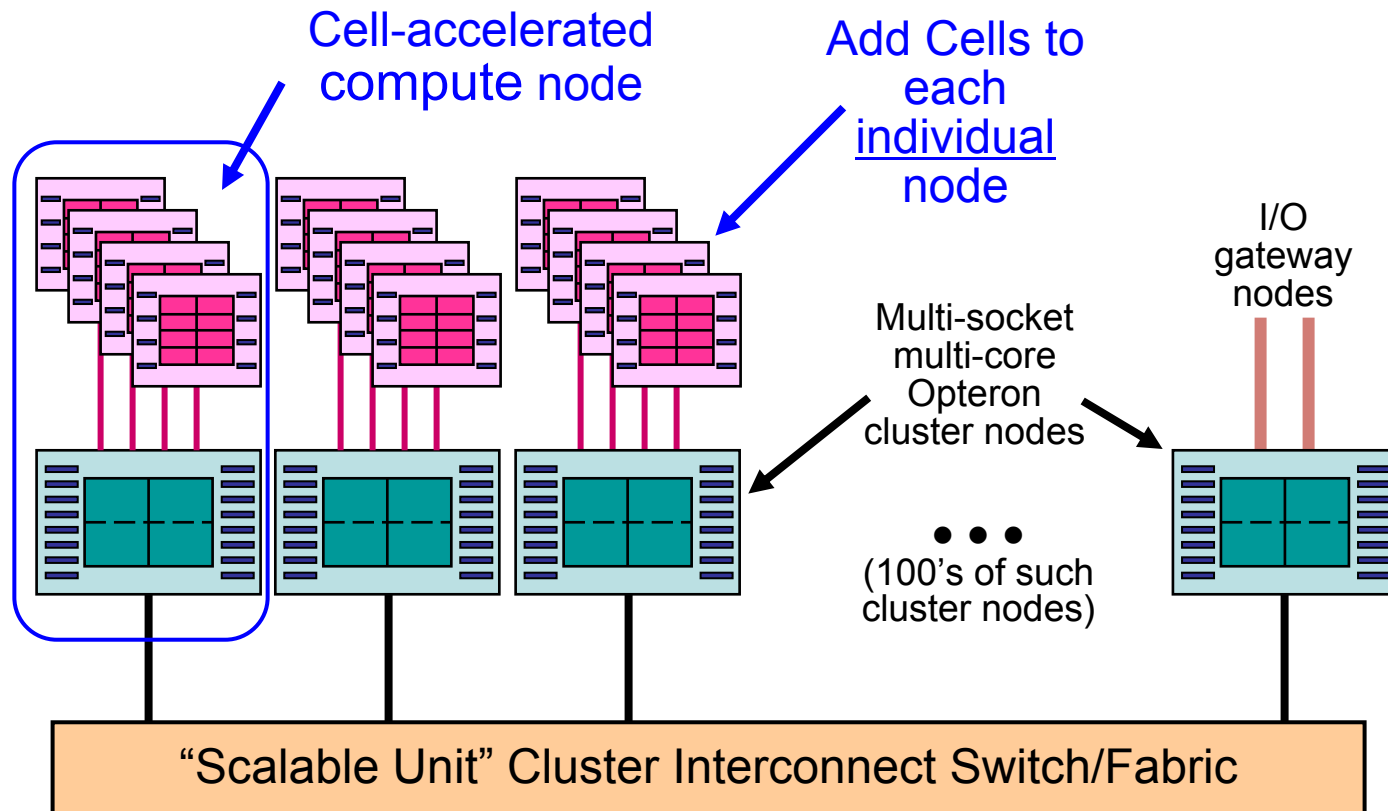 Cell-accelerated
compute node
Add Cells to
each
individual
node
I/O
gateway
nodes
Multi-socket
multi-core
Opteron
cluster nodes
• • •
(100’s of such
cluster nodes)
“Scalable Unit” Cluster Interconnect Switch/Fabric